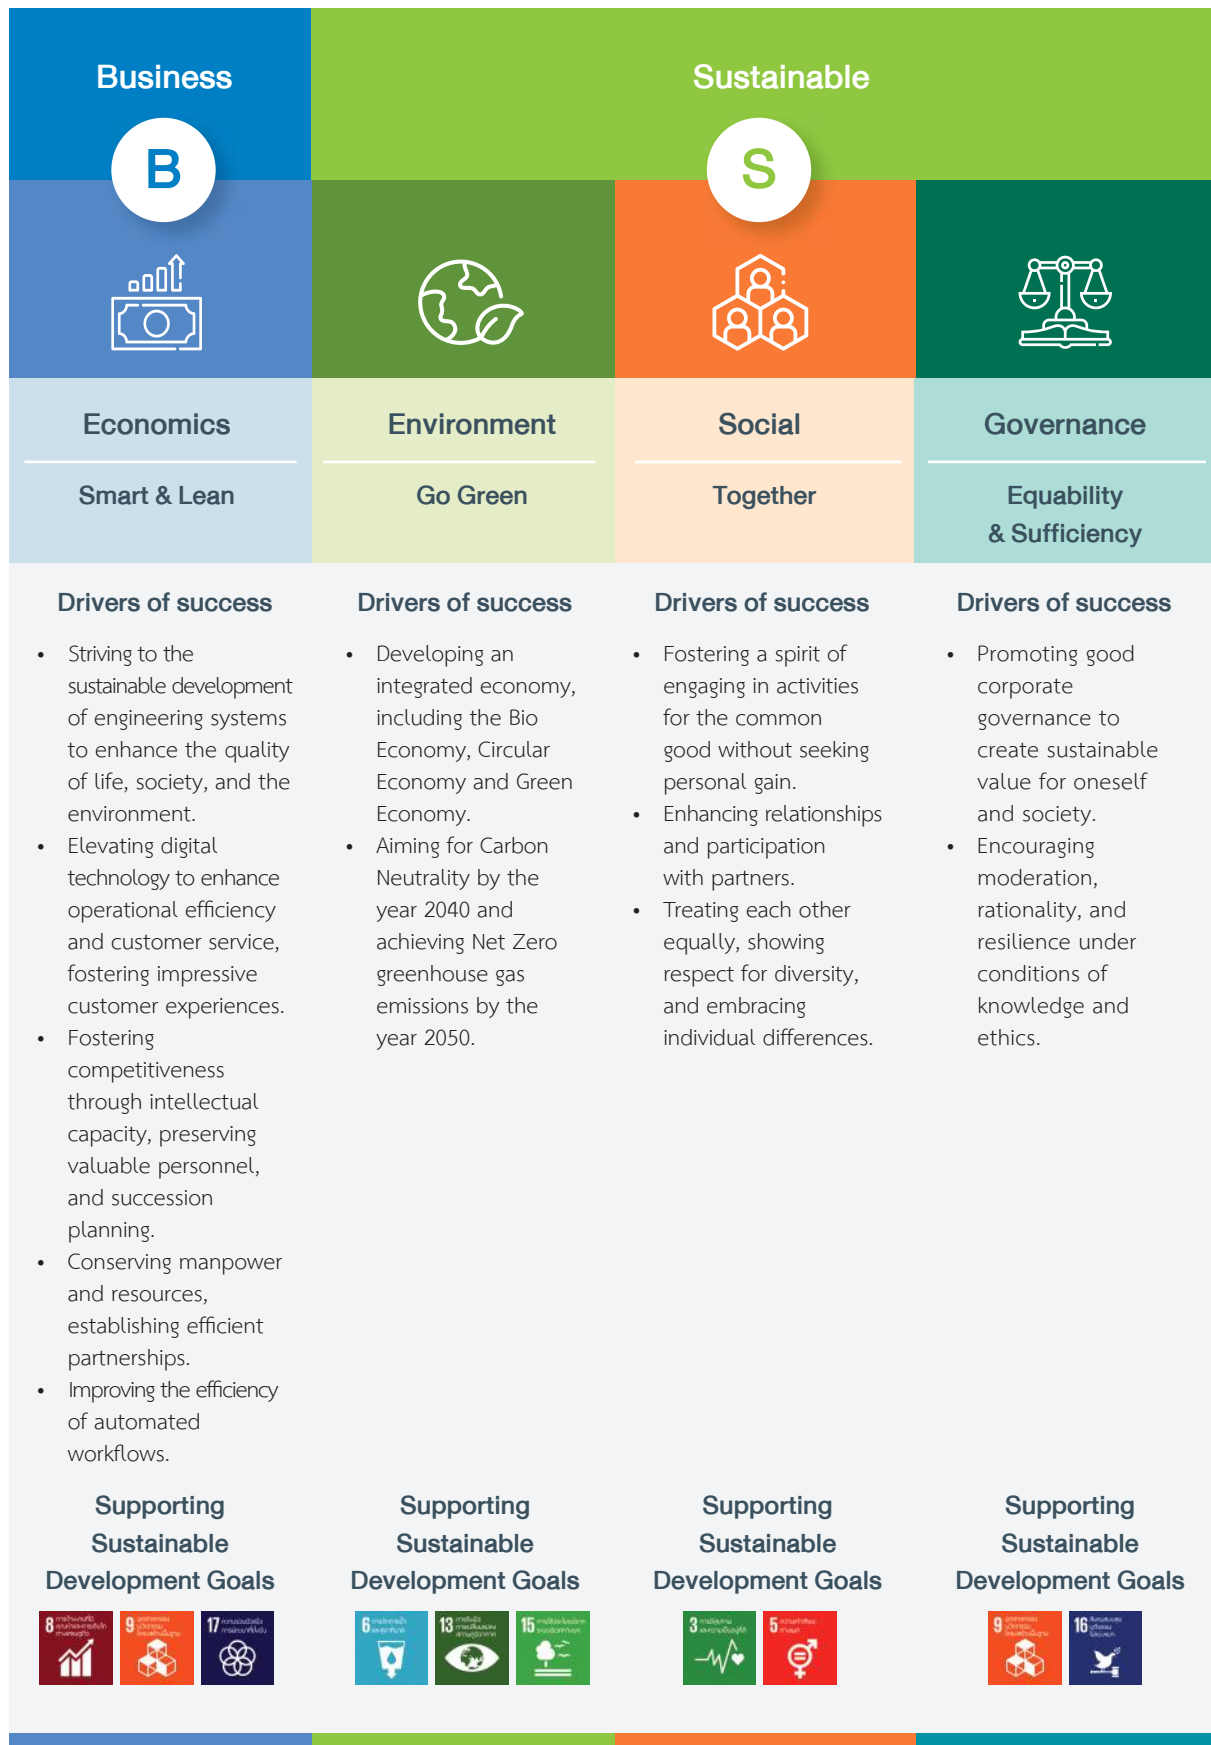 Business
B
Sustainable
S
Economics
Smart & Lean
Environment
Go Green
Social
Together
Governance
Equability
& Sufficiency
Drivers of success
• Striving to the
sustainable development
of engineering systems
to enhance the quality
of life, society, and the
environment.
• Elevating digital
technology to enhance
operational efficiency
and customer service,
fostering impressive
customer experiences.
• Fostering
competitiveness
through intellectual
capacity, preserving
valuable personnel,
and succession
planning.
• Conserving manpower
and resources,
establishing efficient
partnerships.
• Improving the efficiency
of automated
workflows.
Supporting
Sustainable
Development Goals
8
9
17
Drivers of success
• Developing an
integrated economy,
including the Bio
Economy, Circular
Economy and Green
Economy.
• Aiming for Carbon
Neutrality by the
year 2040 and
achieving Net Zero
greenhouse gas
emissions by the
year 2050.
Supporting
Sustainable
Development Goals
6
13
15
Drivers of success
• Fostering a spirit of
engaging in activities
for the common
good without seeking
personal gain.
• Enhancing relationships
and participation
with partners.
• Treating each other
equally, showing
respect for diversity,
and embracing
individual differences.
Supporting
Sustainable
Development Goals
3
5
Drivers of success
• Promoting good
corporate
governance to
create sustainable
value for oneself
and society.
• Encouraging
moderation,
rationality, and
resilience under
conditions of
knowledge and
ethics.
Supporting
Sustainable
Development Goals
9
16